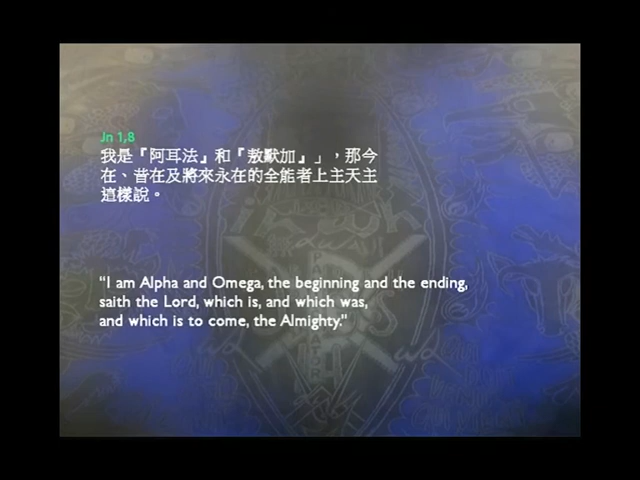 Jn 1,8
我是『阿耳法』和『敖默加』」，那今
在、昔在及將來永在的全能者上主天主
這樣說。
“I am Alpha and Omega, the beginning and the ending,
saith the Lord, which is, and which was,
and which is to come, the Almighty."